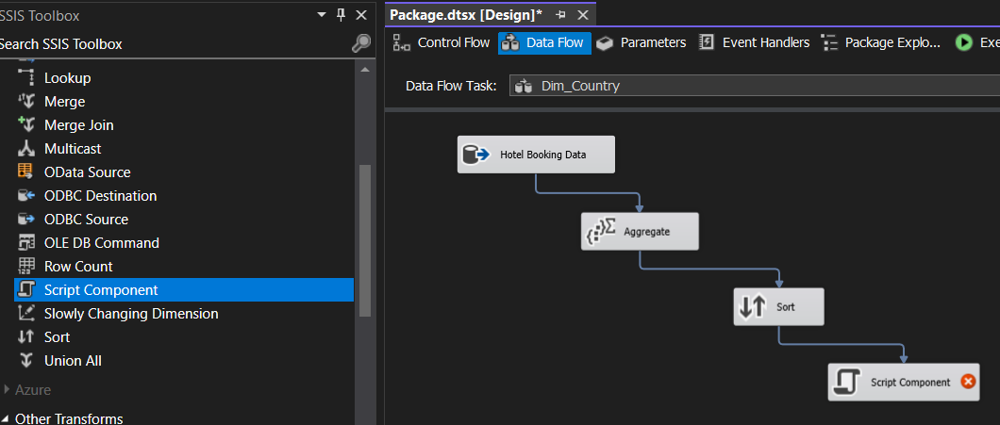 SSIS Toolbox
Search SSIS Toolbox
Lookup
Merge
Merge Join
Multicast
OData Source
ODBC Destination
ODBC Source
OLE DB Command
Row Count
Script Component
Slowly Changing Dimension
Sort
Union All
Azure
Other Transforms
Package.dtsx [Design]*
Control Flow
Data Flow
Parameters
Event Handlers
Package Explo...
Exe
Data Flow Task:
Dim_Country
Hotel Booking Data
Aggregate
Sort
Script Component